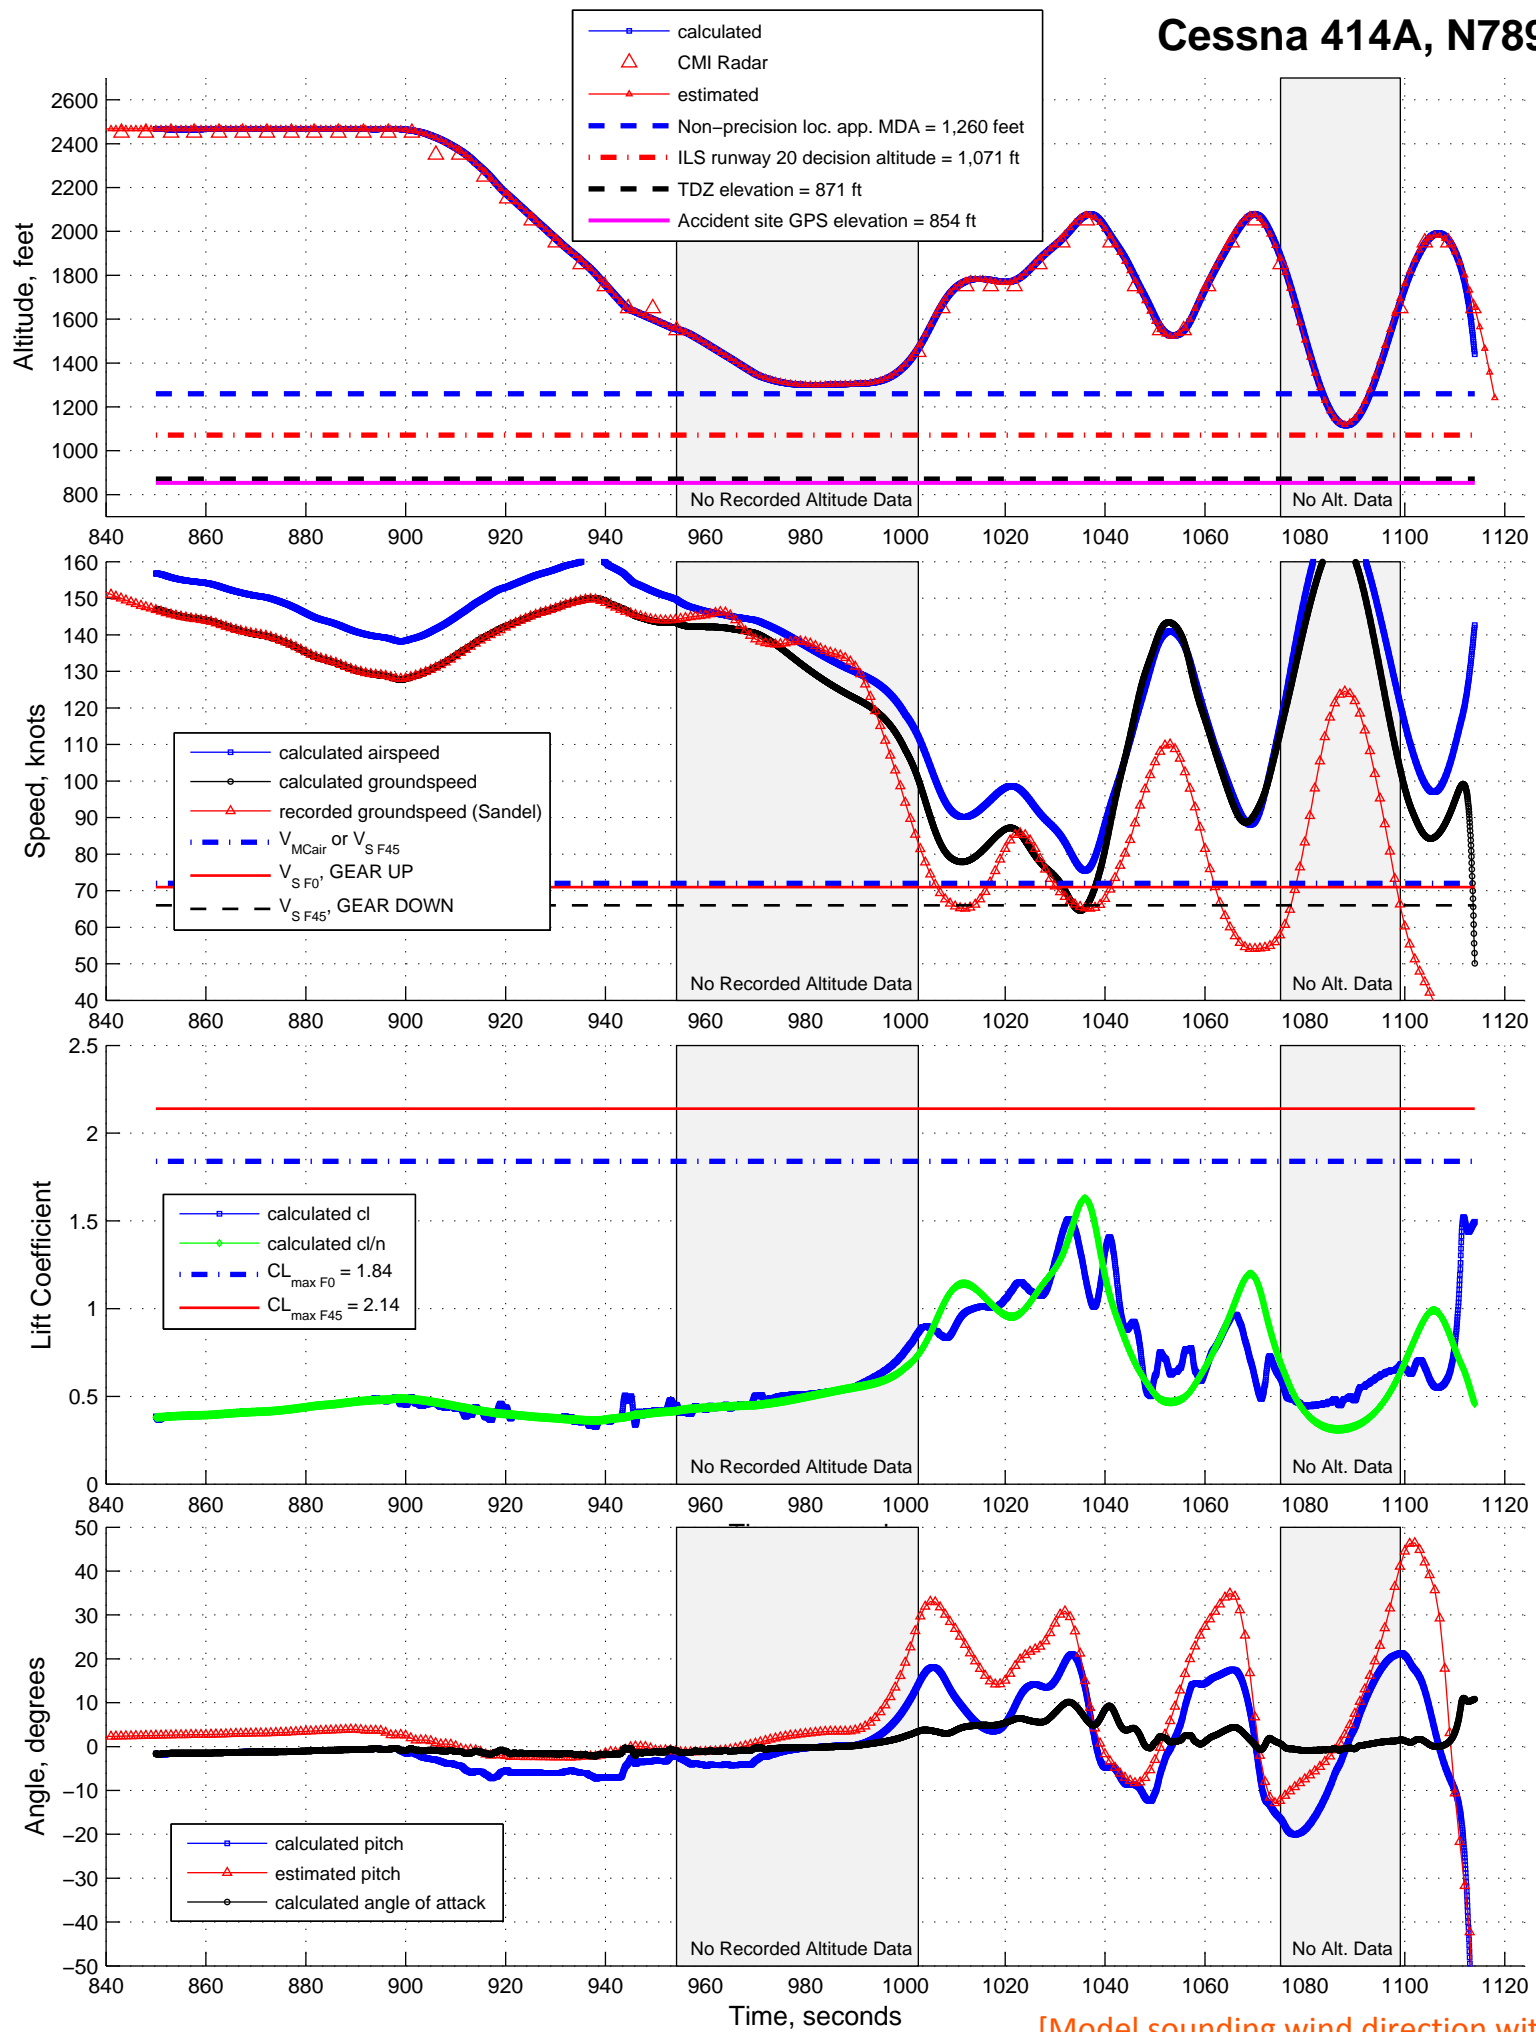 Cessna 414A, N789
calculated
CMI Radar
estimated
Non−precision loc. app. MDA = 1,260 feet
ILS runway 20 decision altitude = 1,071 ft
TDZ elevation = 871 ft
Accident site GPS elevation = 854 ft
Altitude, feet
2600
2400
2200
2000
1800
1600
1400
1200
1000
800
No Recorded Altitude Data
No Alt. Data
840 860 880 900 920 940 960 980 1000 1020 1040 1060 1080 1100 1120
Speed, knots
160
150
140
130
120
110
100
90
80
70
60
50
40
calculated airspeed
calculated groundspeed
recorded groundspeed (Sandel)
V MCair or V S F45
V S F0, GEAR UP
V S F45, GEAR DOWN
No Recorded Altitude Data
No Alt. Data
840 860 880 900 920 940 960 980 1000 1020 1040 1060 1080 1100 1120
Lift Coefficient
2.5
2
1.5
1
0.5
0
calculated cl
calculated cl/n
CL max F0 = 1.84
CL max F45 = 2.14
No Recorded Altitude Data
No Alt. Data
840 860 880 900 920 940 960 980 1000 1020 1040 1060 1080 1100 1120
Angle, degrees
50
40
30
20
10
0
−10
−20
−30
−40
−50
calculated pitch
estimated pitch
calculated angle of attack
No Recorded Altitude Data
No Alt. Data
840 860 880 900 920 940 960 980 1000 1020 1040 1060 1080 1100 1120
Time, seconds